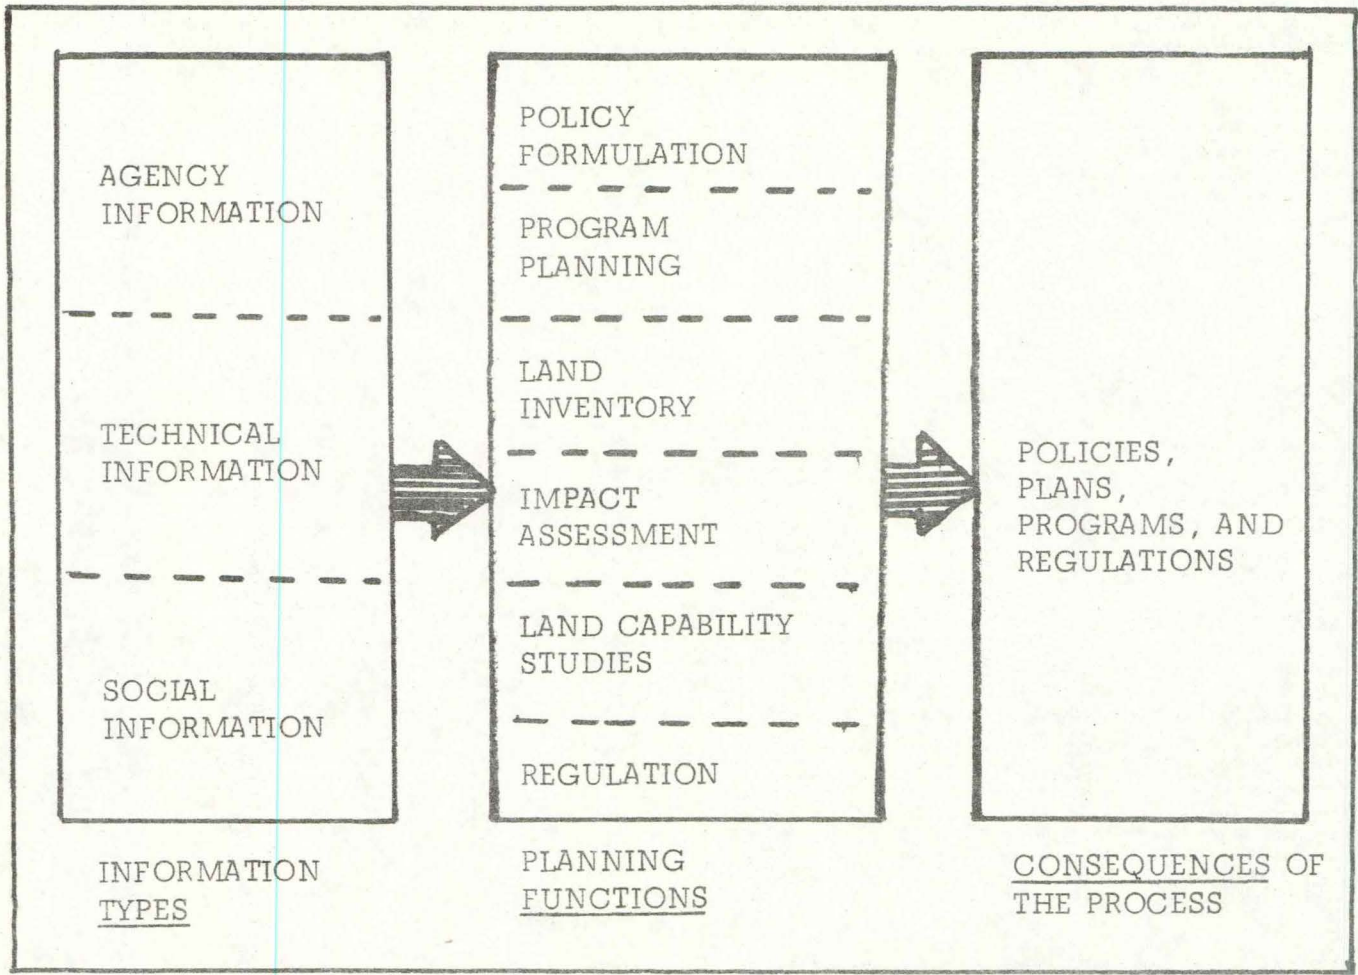 AGENCY
INFORMATION
TECHNICAL
INFORMATION
SOCIAL
INFORMATION
INFORMATION
TYPES
POLICY
FORMULATION
PROGRAM
PLANNING
LAND
INVENTORY
IMPACT
ASSESSMENT
LAND CAPABILITY
STUDIES
REGULATION
PLANNING
FUNCTIONS
POLICIES,
PLANS,
PROGRAMS, AND
REGULATIONS
CONSEQUENCES OF
THE PROCESS